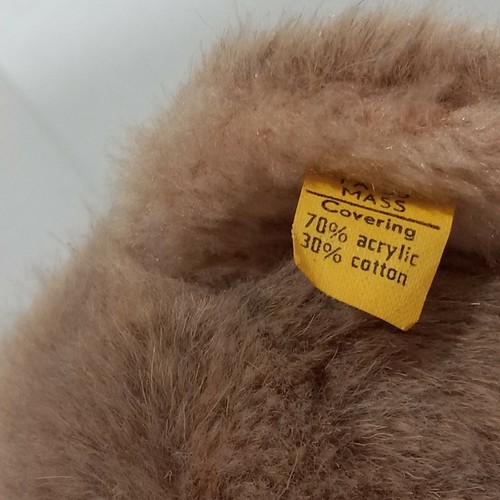 MASS
Covering
70% acrylic
30% cotton